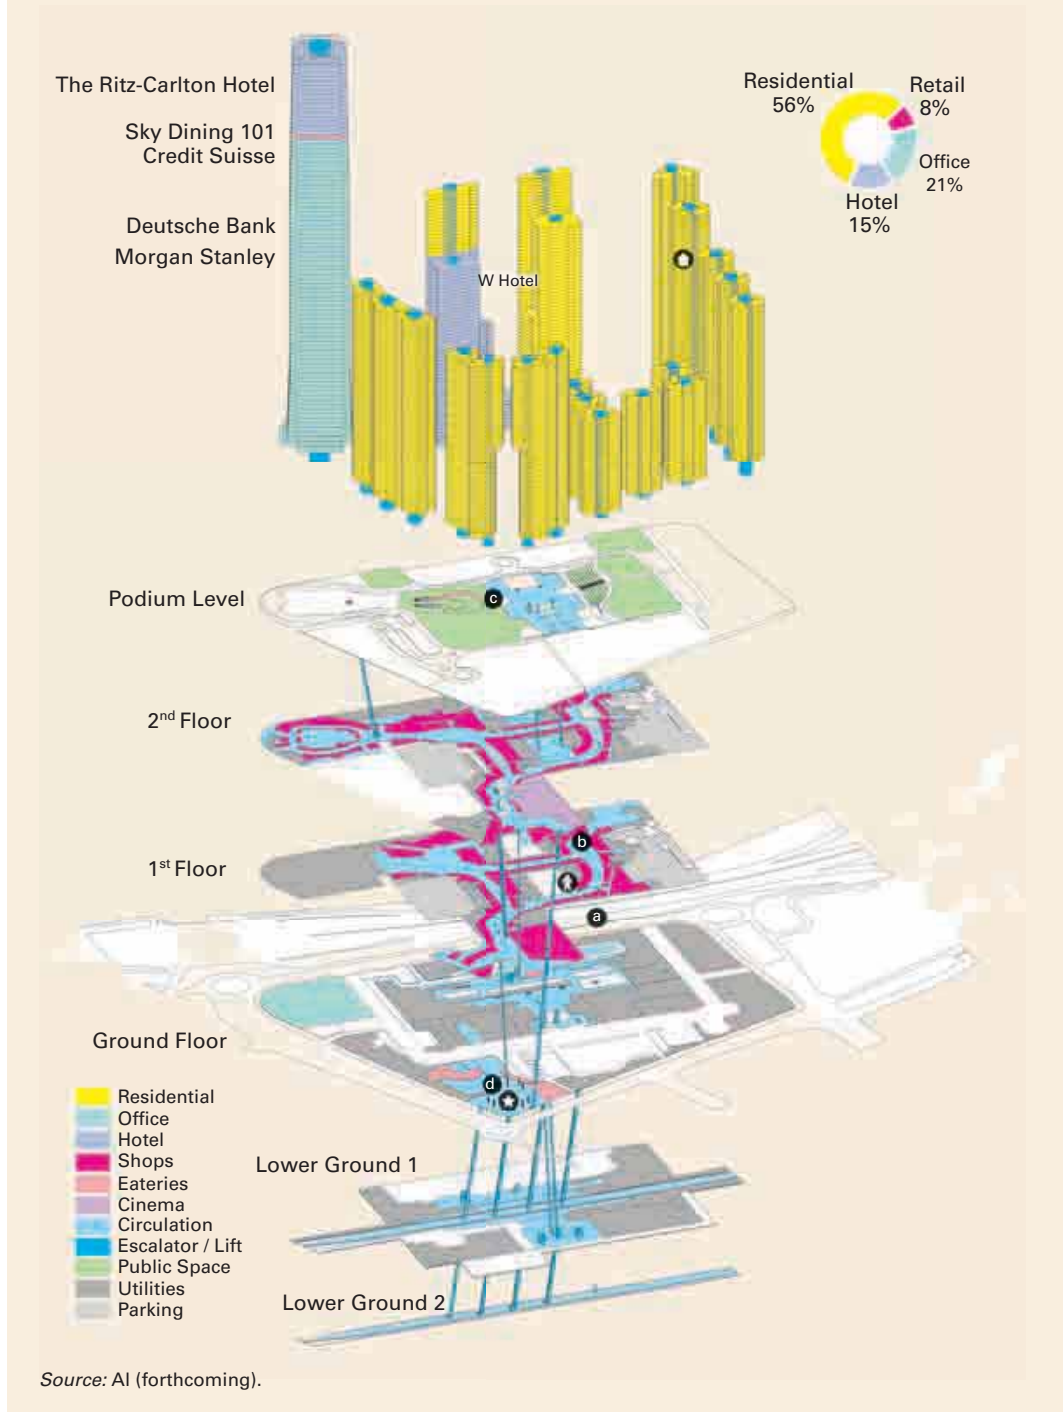 The Ritz-Carlton Hotel
Sky Dining 101
Credit Suisse
Deutsche Bank
Morgan Stanley
W Hotel
Residential
56%
Retail
8%
Office
21%
Hotel
15%
Podium Level
c
2nd Floor
b
1st Floor
a
Ground Floor
d
Residential
Office
Hotel
Shops
Eateries
Cinema
Circulation
Escalator / Lift
Public Space
Utilities
Parking
Lower Ground 1
Lower Ground 2
Source: Al (forthcoming).